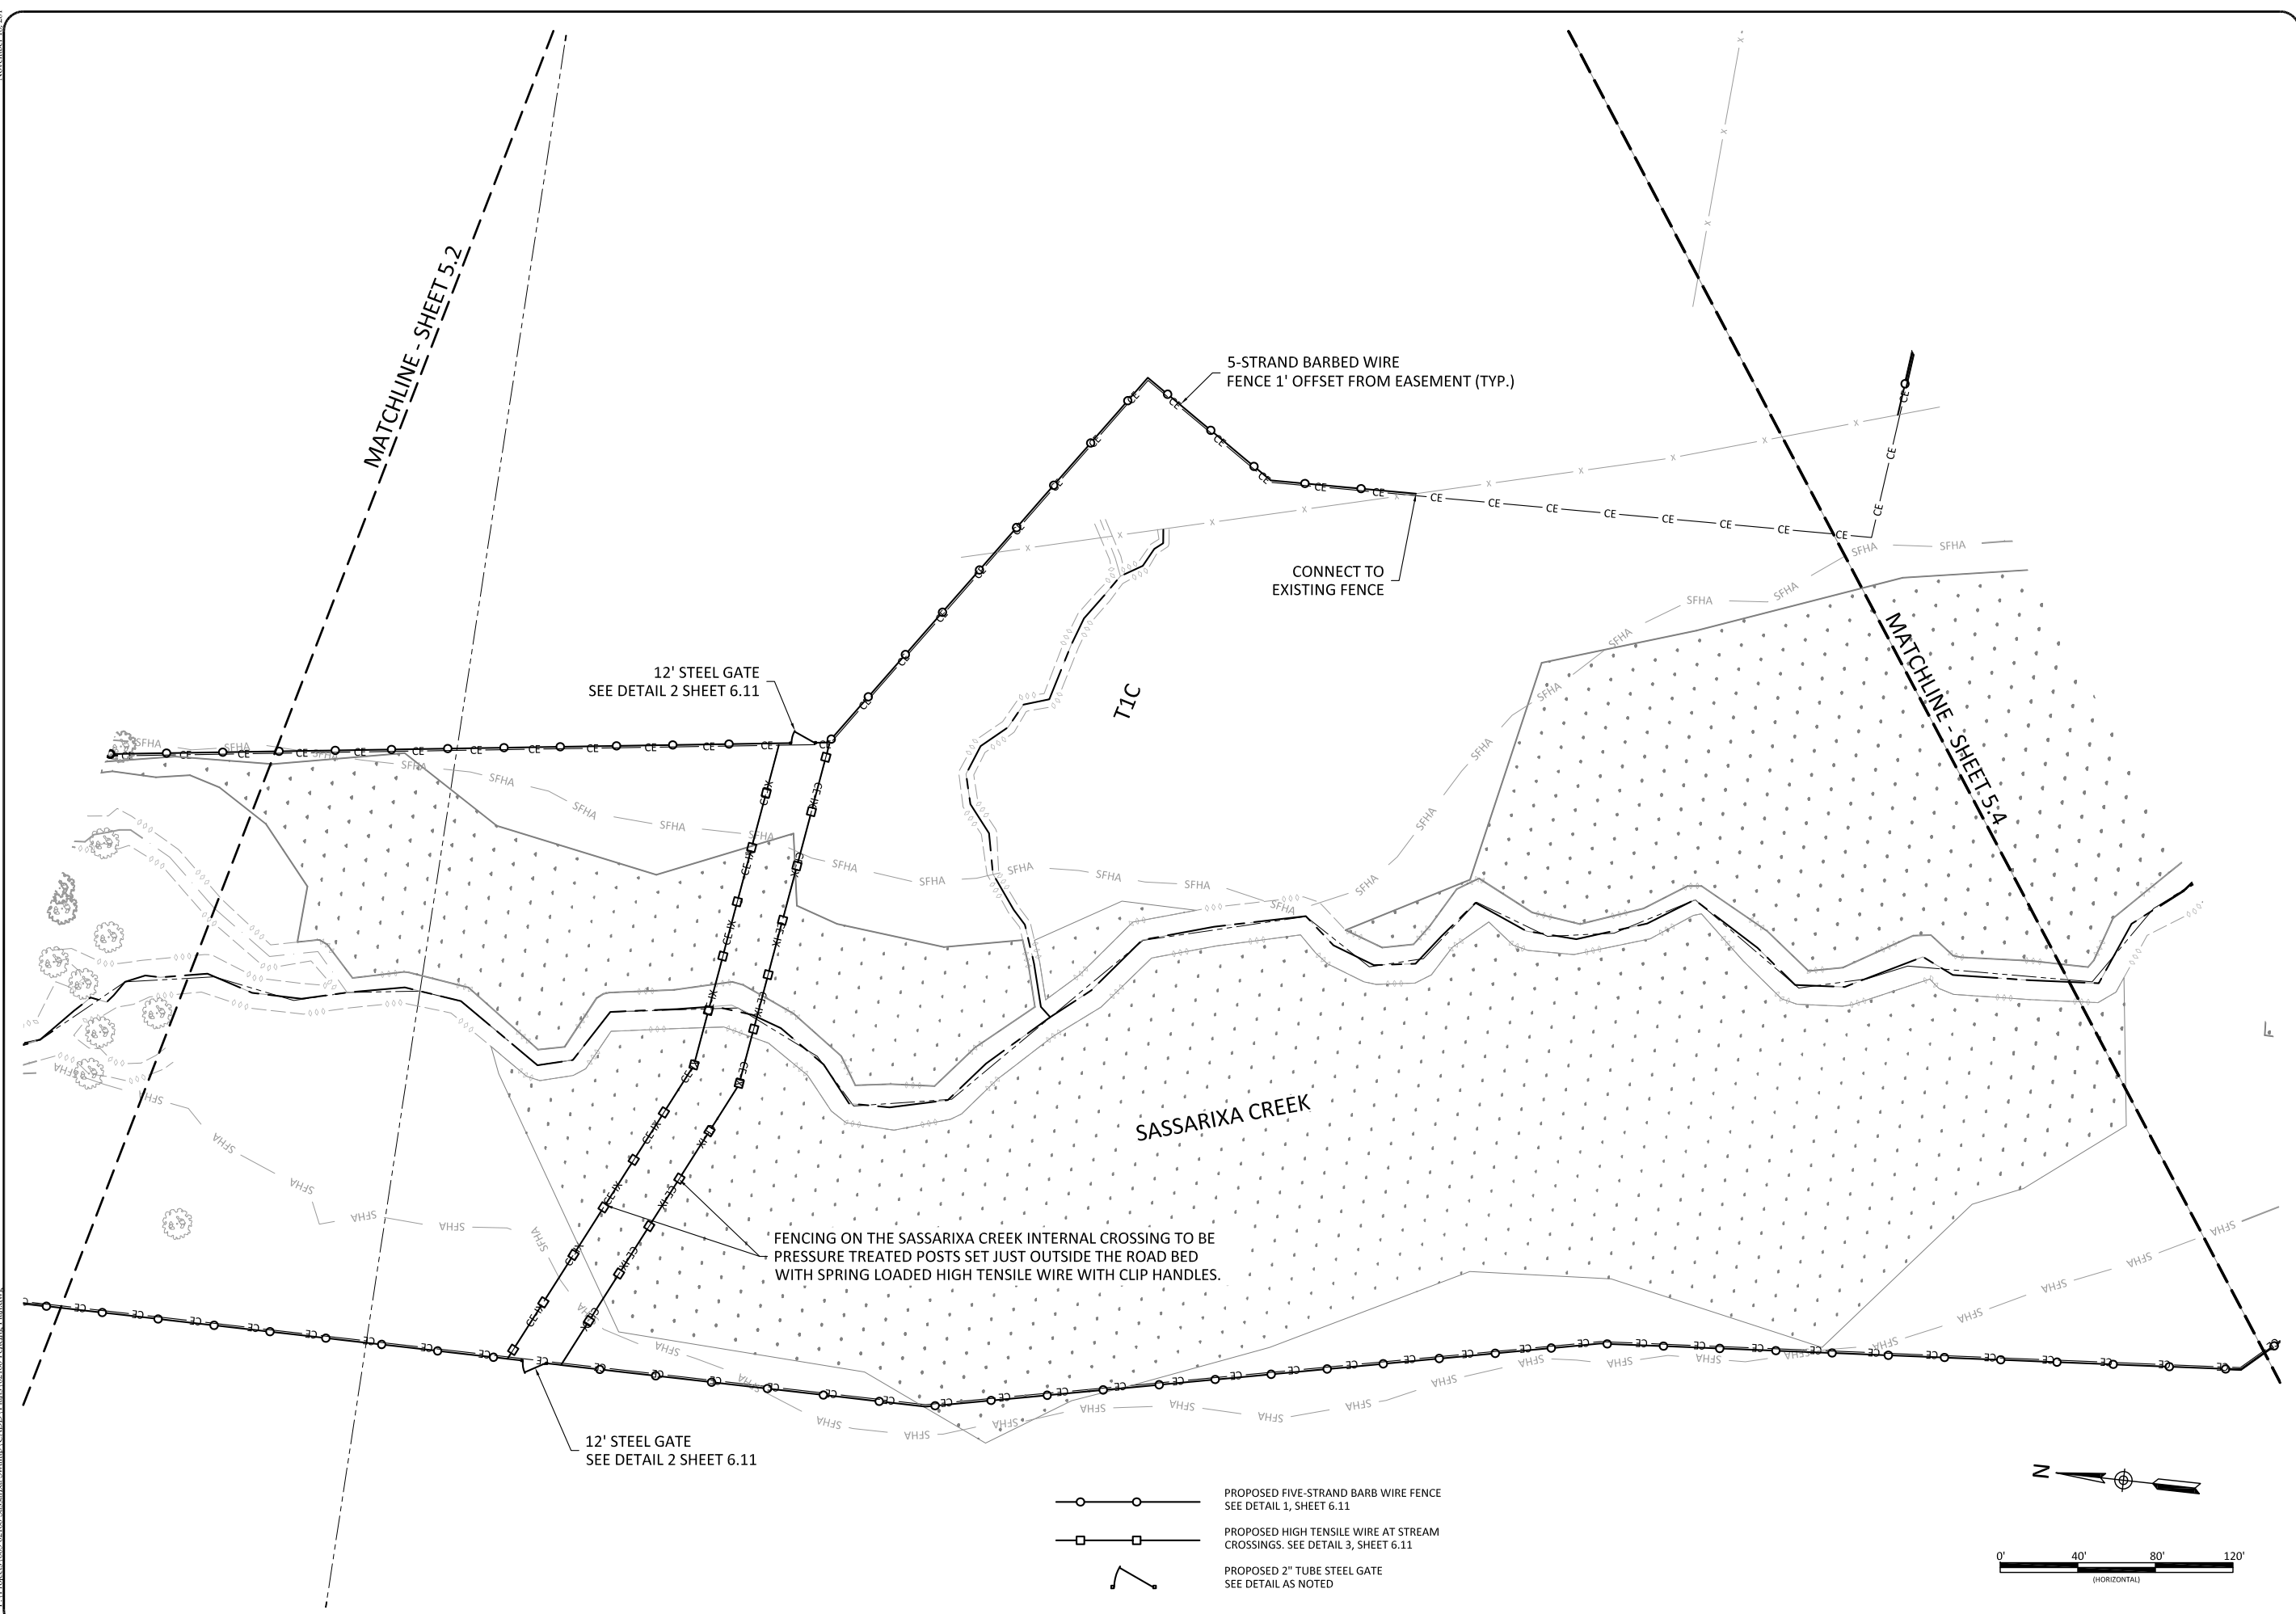 MATCHLINE - SHEET 5.2
5-STRAND BARBED WIRE
FENCE 1' OFFSET FROM EASEMENT (TYP.)
CONNECT TO
EXISTING FENCE
MATCHLINE - SHEET 5.4
12' STEEL GATE
SEE DETAIL 2 SHEET 6.11
T1C
SASSARIXA CREEK
FENCING ON THE SASSARIXA CREEK INTERNAL CROSSING TO BE
PRESSURE TREATED POSTS SET JUST OUTSIDE THE ROAD BED
WITH SPRING LOADED HIGH TENSILE WIRE WITH CLIP HANDLES.
12' STEEL GATE
SEE DETAIL 2 SHEET 6.11
PROPOSED FIVE-STRAND BARB WIRE FENCE
SEE DETAIL 1, SHEET 6.11
PROPOSED HIGH TENSILE WIRE AT STREAM
CROSSINGS. SEE DETAIL 3, SHEET 6.11
PROPOSED 2" TUBE STEEL GATE
SEE DETAIL AS NOTED
N
0' 40' 80' 120'
(HORIZONTAL)
SFHA
CE
CE-IX
X